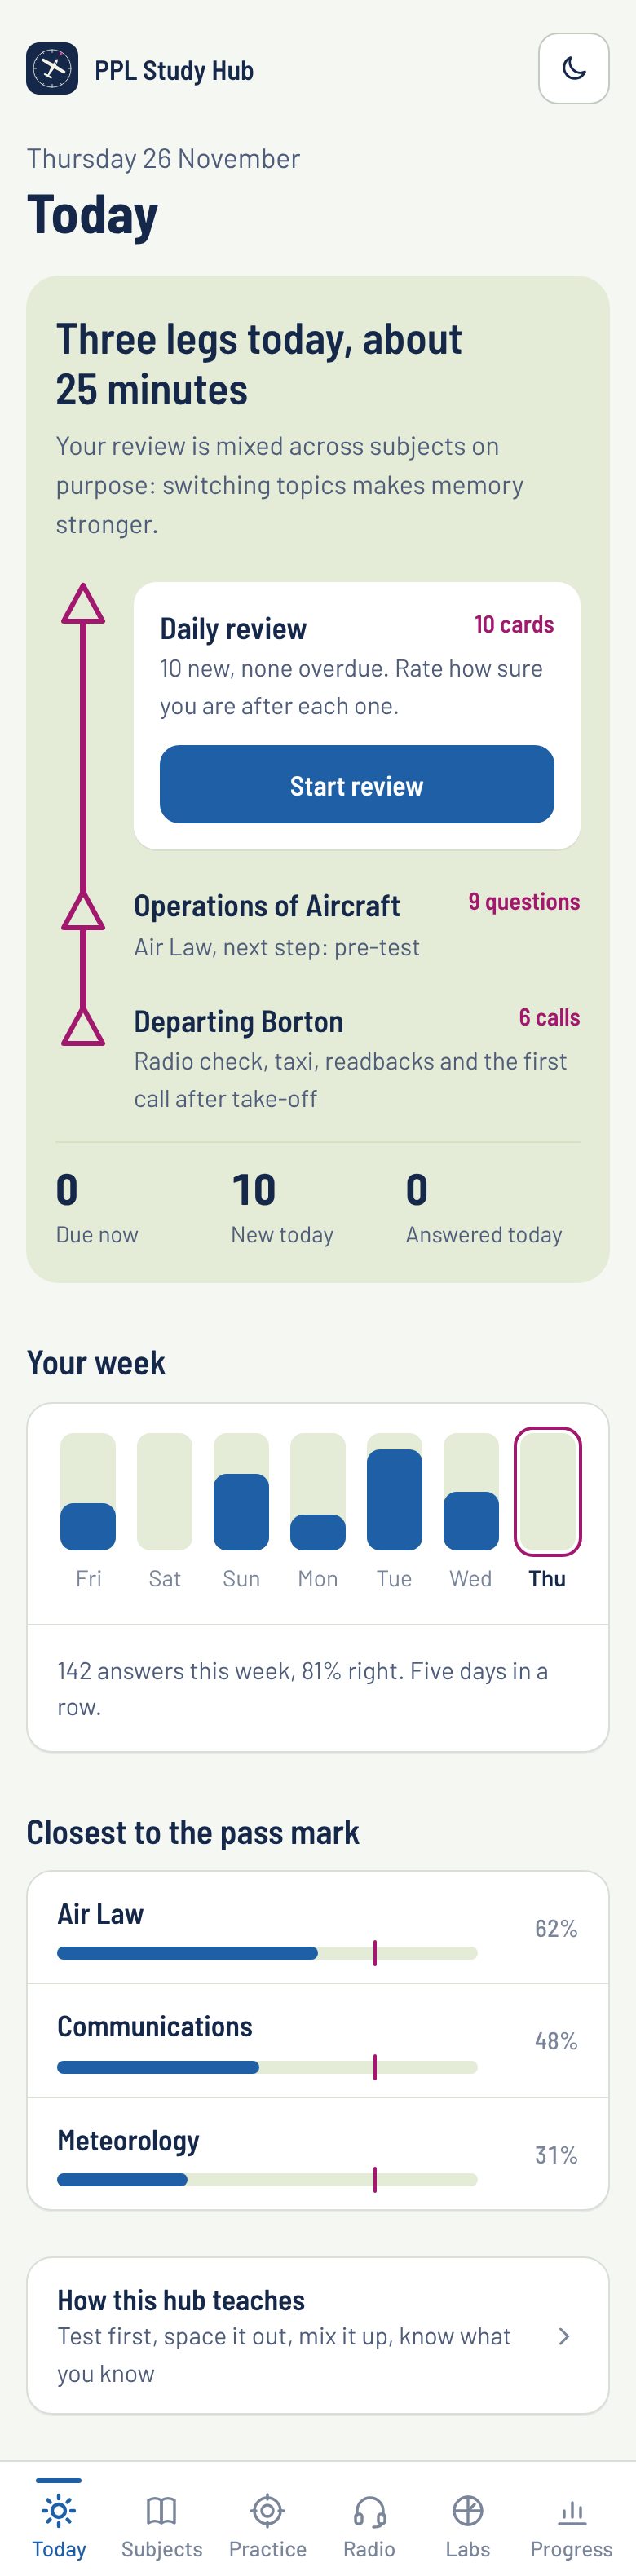 PPL Study Hub
Thursday 26 November
Today
Three legs today, about
25 minutes
Your review is mixed across subjects on
purpose: switching topics makes memory
stronger.
Daily review
10 cards
10 new, none overdue. Rate how sure
you are after each one.
Start review
Operations of Aircraft
9 questions
Air Law, next step: pre-test
Departing Borton
6 calls
Radio check, taxi, readbacks and the first
call after take-off
0
10
0
Due now
New today
Answered today
Your week
Fri
Sat
Sun
Mon
Tue
Wed
Thu
142 answers this week, 81% right. Five days in a
row.
Closest to the pass mark
Air Law
62%
Communications
48%
Meteorology
31%
How this hub teaches
Test first, space it out, mix it up, know what
you know
Today
Subjects
Practice
Radio
Labs
Progress